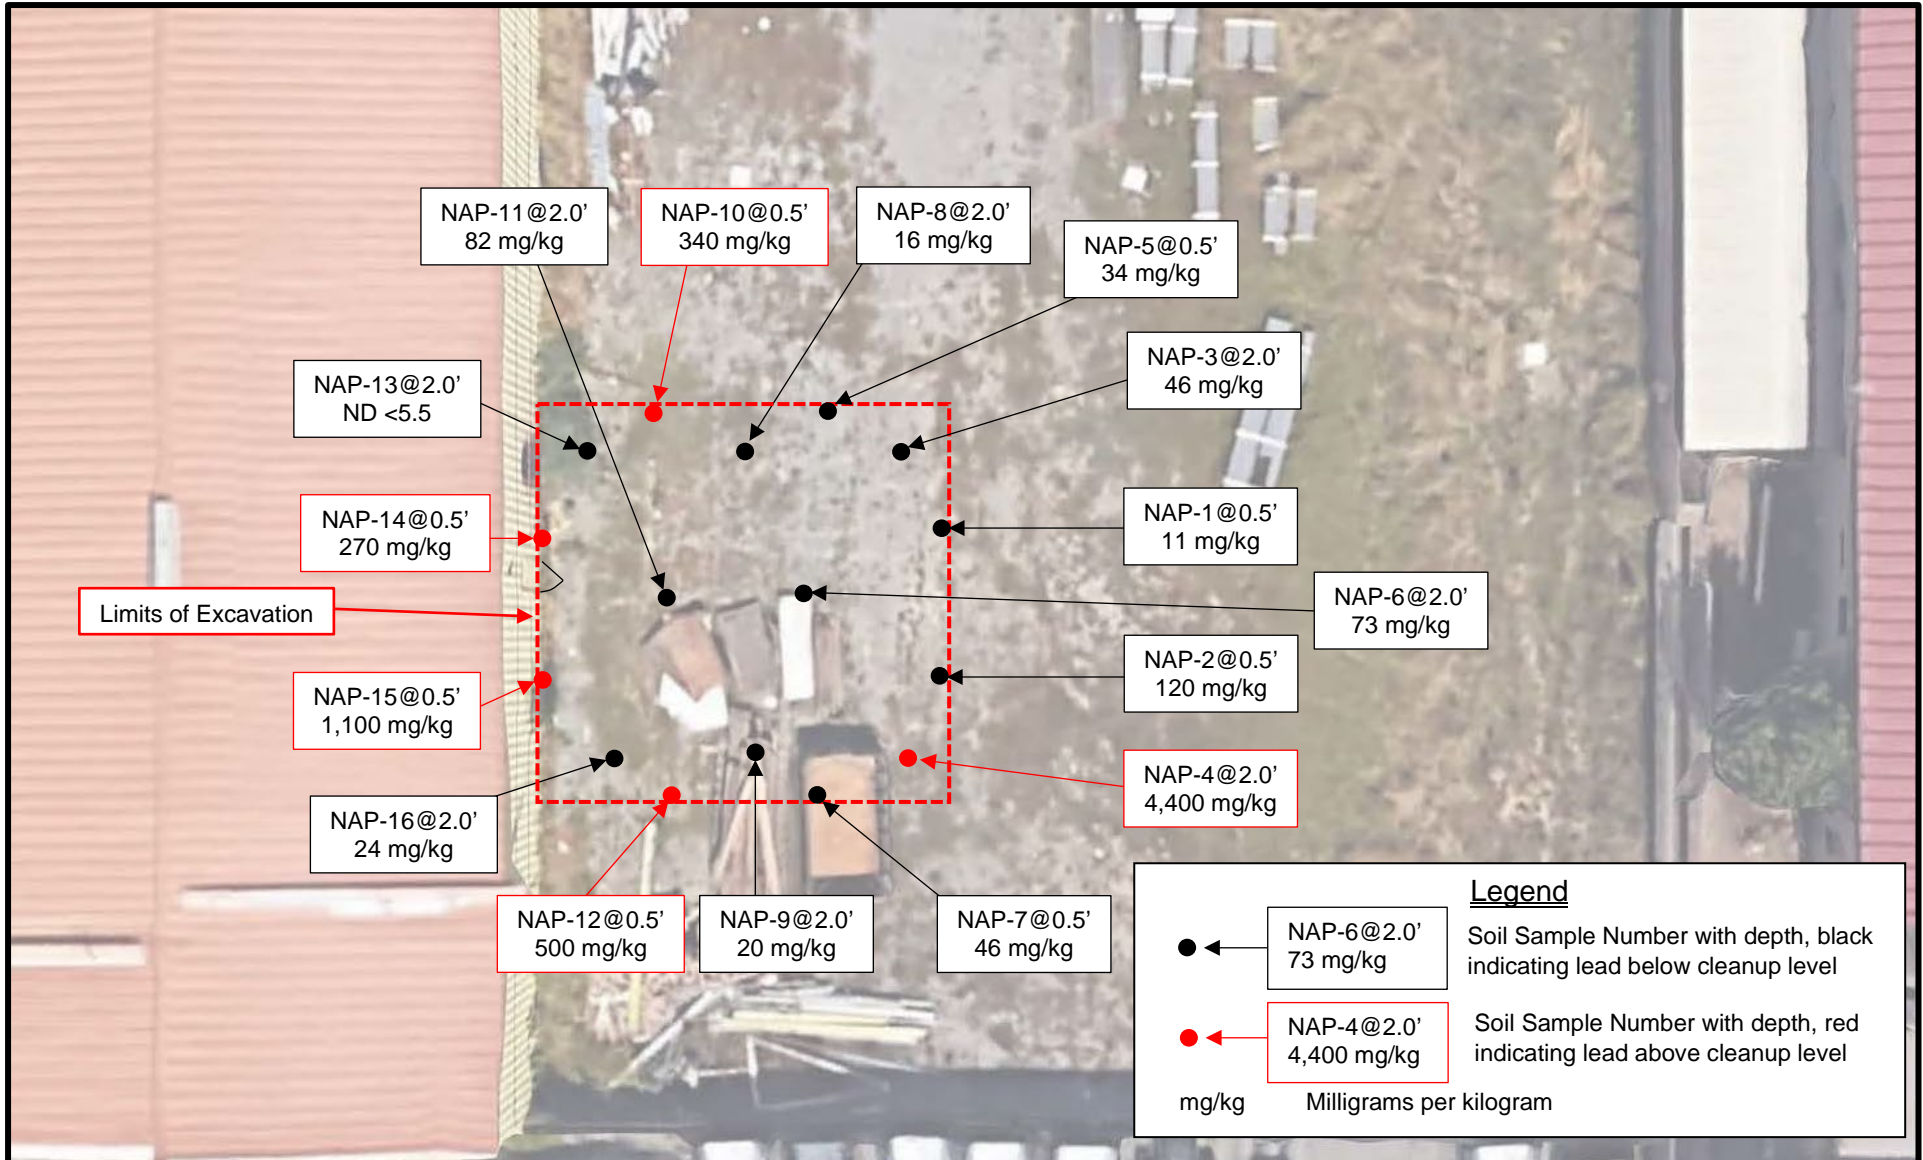 NAP-11@2.0’
82 mg/kg
NAP-10@0.5’
340 mg/kg
NAP-8@2.0’
16 mg/kg
NAP-5@0.5’
34 mg/kg
NAP-3@2.0’
46 mg/kg
NAP-13@2.0’
ND <5.5
NAP-14@0.5’
270 mg/kg
NAP-1@0.5’
11 mg/kg
Limits of Excavation
NAP-6@2.0’
73 mg/kg
NAP-15@0.5’
1,100 mg/kg
NAP-2@0.5’
120 mg/kg
NAP-4@2.0’
4,400 mg/kg
NAP-16@2.0’
24 mg/kg
NAP-12@0.5’
500 mg/kg
NAP-9@2.0’
20 mg/kg
NAP-7@0.5’
46 mg/kg
Legend
NAP-6@2.0’
73 mg/kg
Soil Sample Number with depth, black
indicating lead below cleanup level
NAP-4@2.0’
4,400 mg/kg
Soil Sample Number with depth, red
indicating lead above cleanup level
mg/kg Milligrams per kilogram